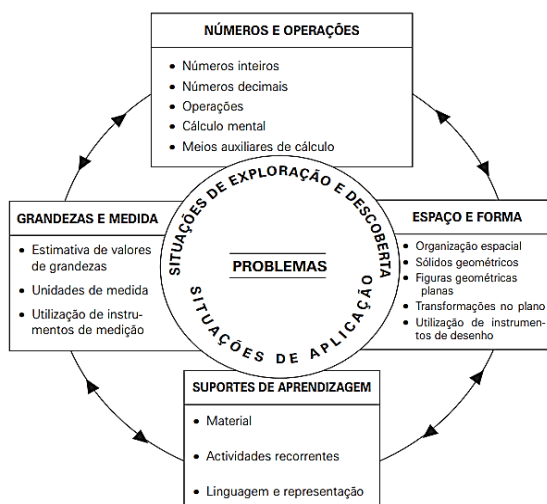 NÚMEROS E OPERAÇÕES
• Números inteiros
• Números decimais
• Operações
• Cálculo mental
• Meios auxiliares de cálculo
GRANDEZAS E MEDIDA
• Estimativa de valores
de grandezas
• Unidades de medida
• Utilização de instru-
mentos de medição
SITUAÇÕES DE EXPLORAÇÃO E DESCOBERTA
PROBLEMAS
SITUAÇÕES DE APLICAÇÃO
ESPAÇO E FORMA
• Organização espacial
• Sólidos geométricos
• Figuras geométricas
planas
• Transformações no plano
• Utilização de instrumen-
tos de desenho
SUPORTES DE APRENDIZAGEM
• Material
• Actividades recorrentes
• Linguagem e representação